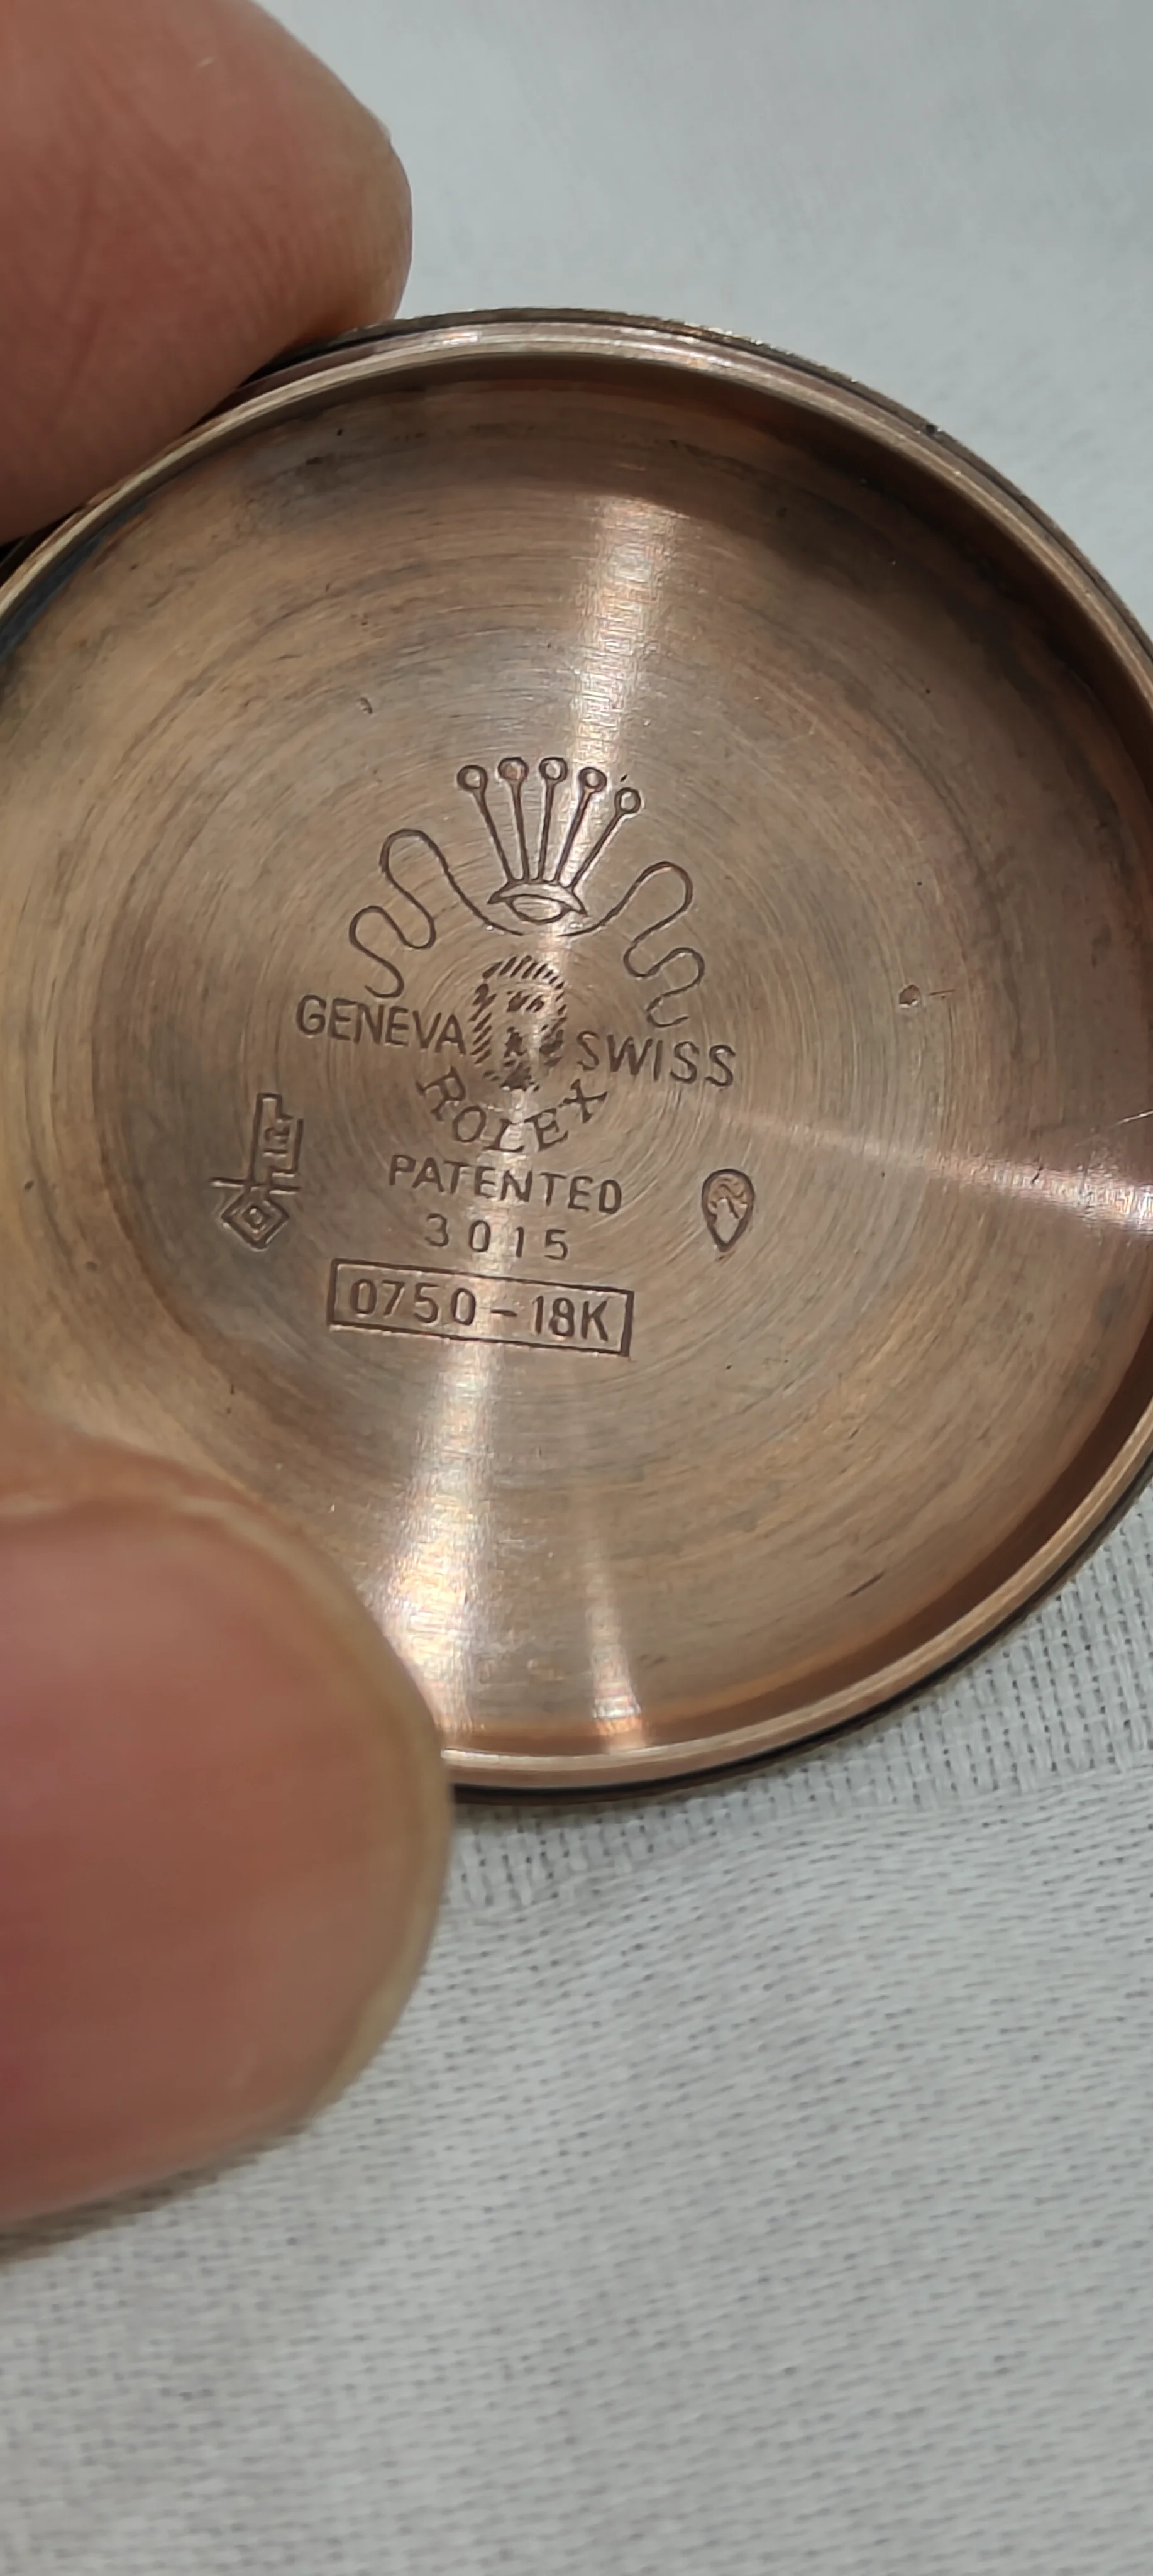 GENEVA SWISS
ROLEX
PATENTED
3015
0750-18K